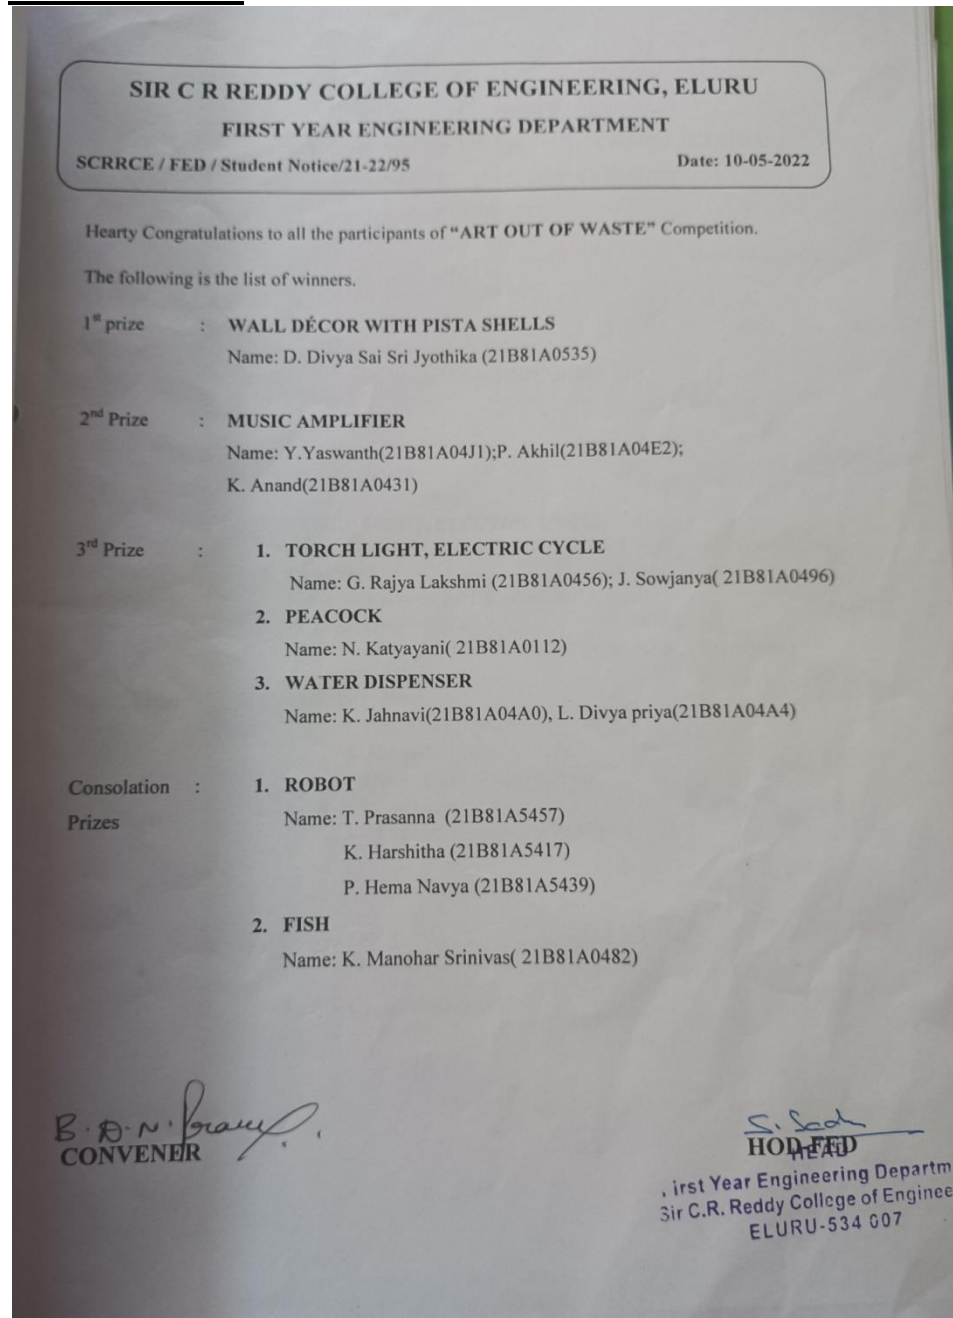 SIR C R REDDY COLLEGE OF ENGINEERING, ELURU
FIRST YEAR ENGINEERING DEPARTMENT
SCRRCE / FED / Student Notice/21-22/95 Date: 10-05-2022
Hearty Congratulations to all the participants of “ART OUT OF WASTE” Competition.
The following is the list of winners.
1st prize : WALL DÉCOR WITH PISTA SHELLS
Name: D. Divya Sai Sri Jyothika (21B81A0535)
2nd Prize : MUSIC AMPLIFIER
Name: Y.Yaswanth(21B81A04J1);P. Akhil(21B81A04E2);
K. Anand(21B81A0431)
3rd Prize : 1. TORCH LIGHT, ELECTRIC CYCLE
Name: G. Rajya Lakshmi (21B81A0456); J. Sowjanya( 21B81A0496)
2. PEACOCK
Name: N. Katyayani( 21B81A0112)
3. WATER DISPENSER
Name: K. Jahnavi(21B81A04A0), L. Divya priya(21B81A04A4)
Consolation : 1. ROBOT
Prizes Name: T. Prasanna (21B81A5457)
K. Harshitha (21B81A5417)
P. Hema Navya (21B81A5439)
2. FISH
Name: K. Manohar Srinivas( 21B81A0482)
B. D. N.
CONVENER
S.
HOD-FED
HEAD
irst Year Engineering Departm
Sir C.R. Reddy College of Enginee
ELURU-534 007